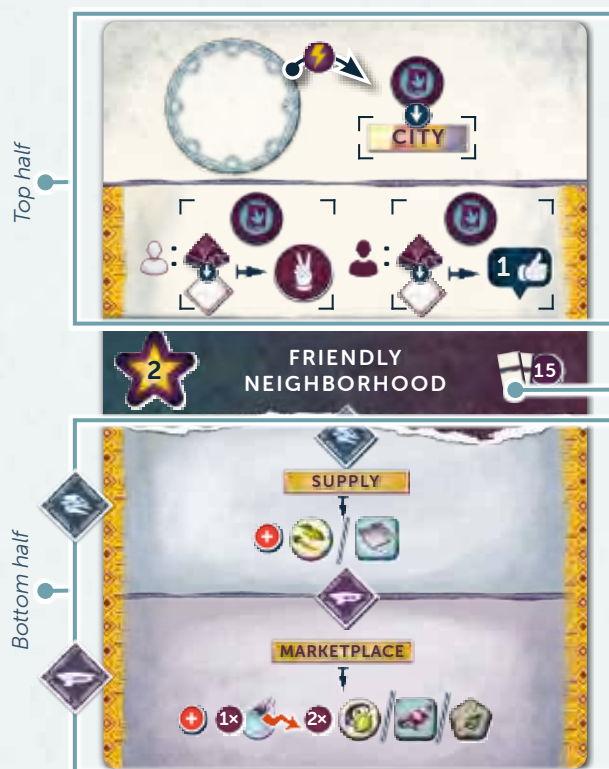 Top half
CITY
1
2
FRIENDLY
NEIGHBORHOOD
15
Bottom half
SUPPLY
MARKETPLACE
1×
2×